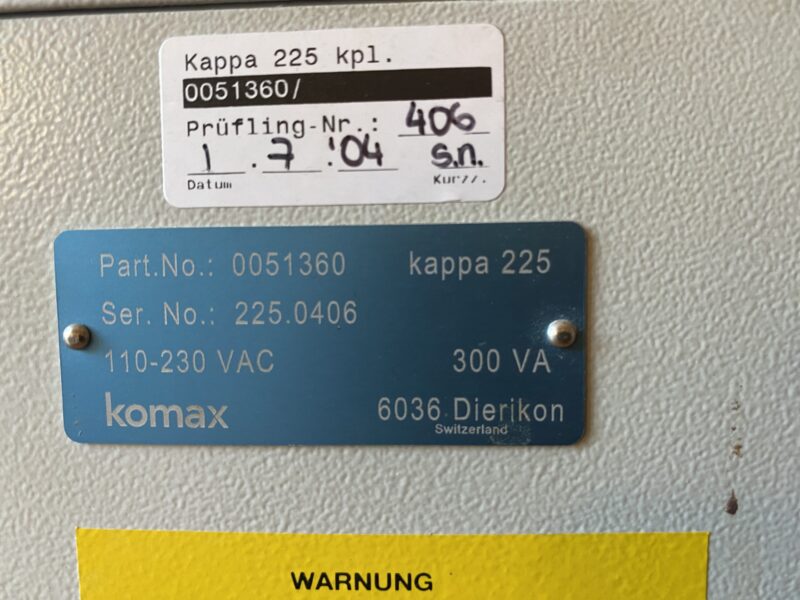 Kappa 225 kpl.
0051360/
Prüfling-Nr.: 406
1.7.'04 s.n.
Datum Kurzz.
Part.No.: 0051360 kappa 225
Ser. No.: 225.0406
110-230 VAC 300 VA
komax 6036 Dierikon
Switzerland
WARNUNG